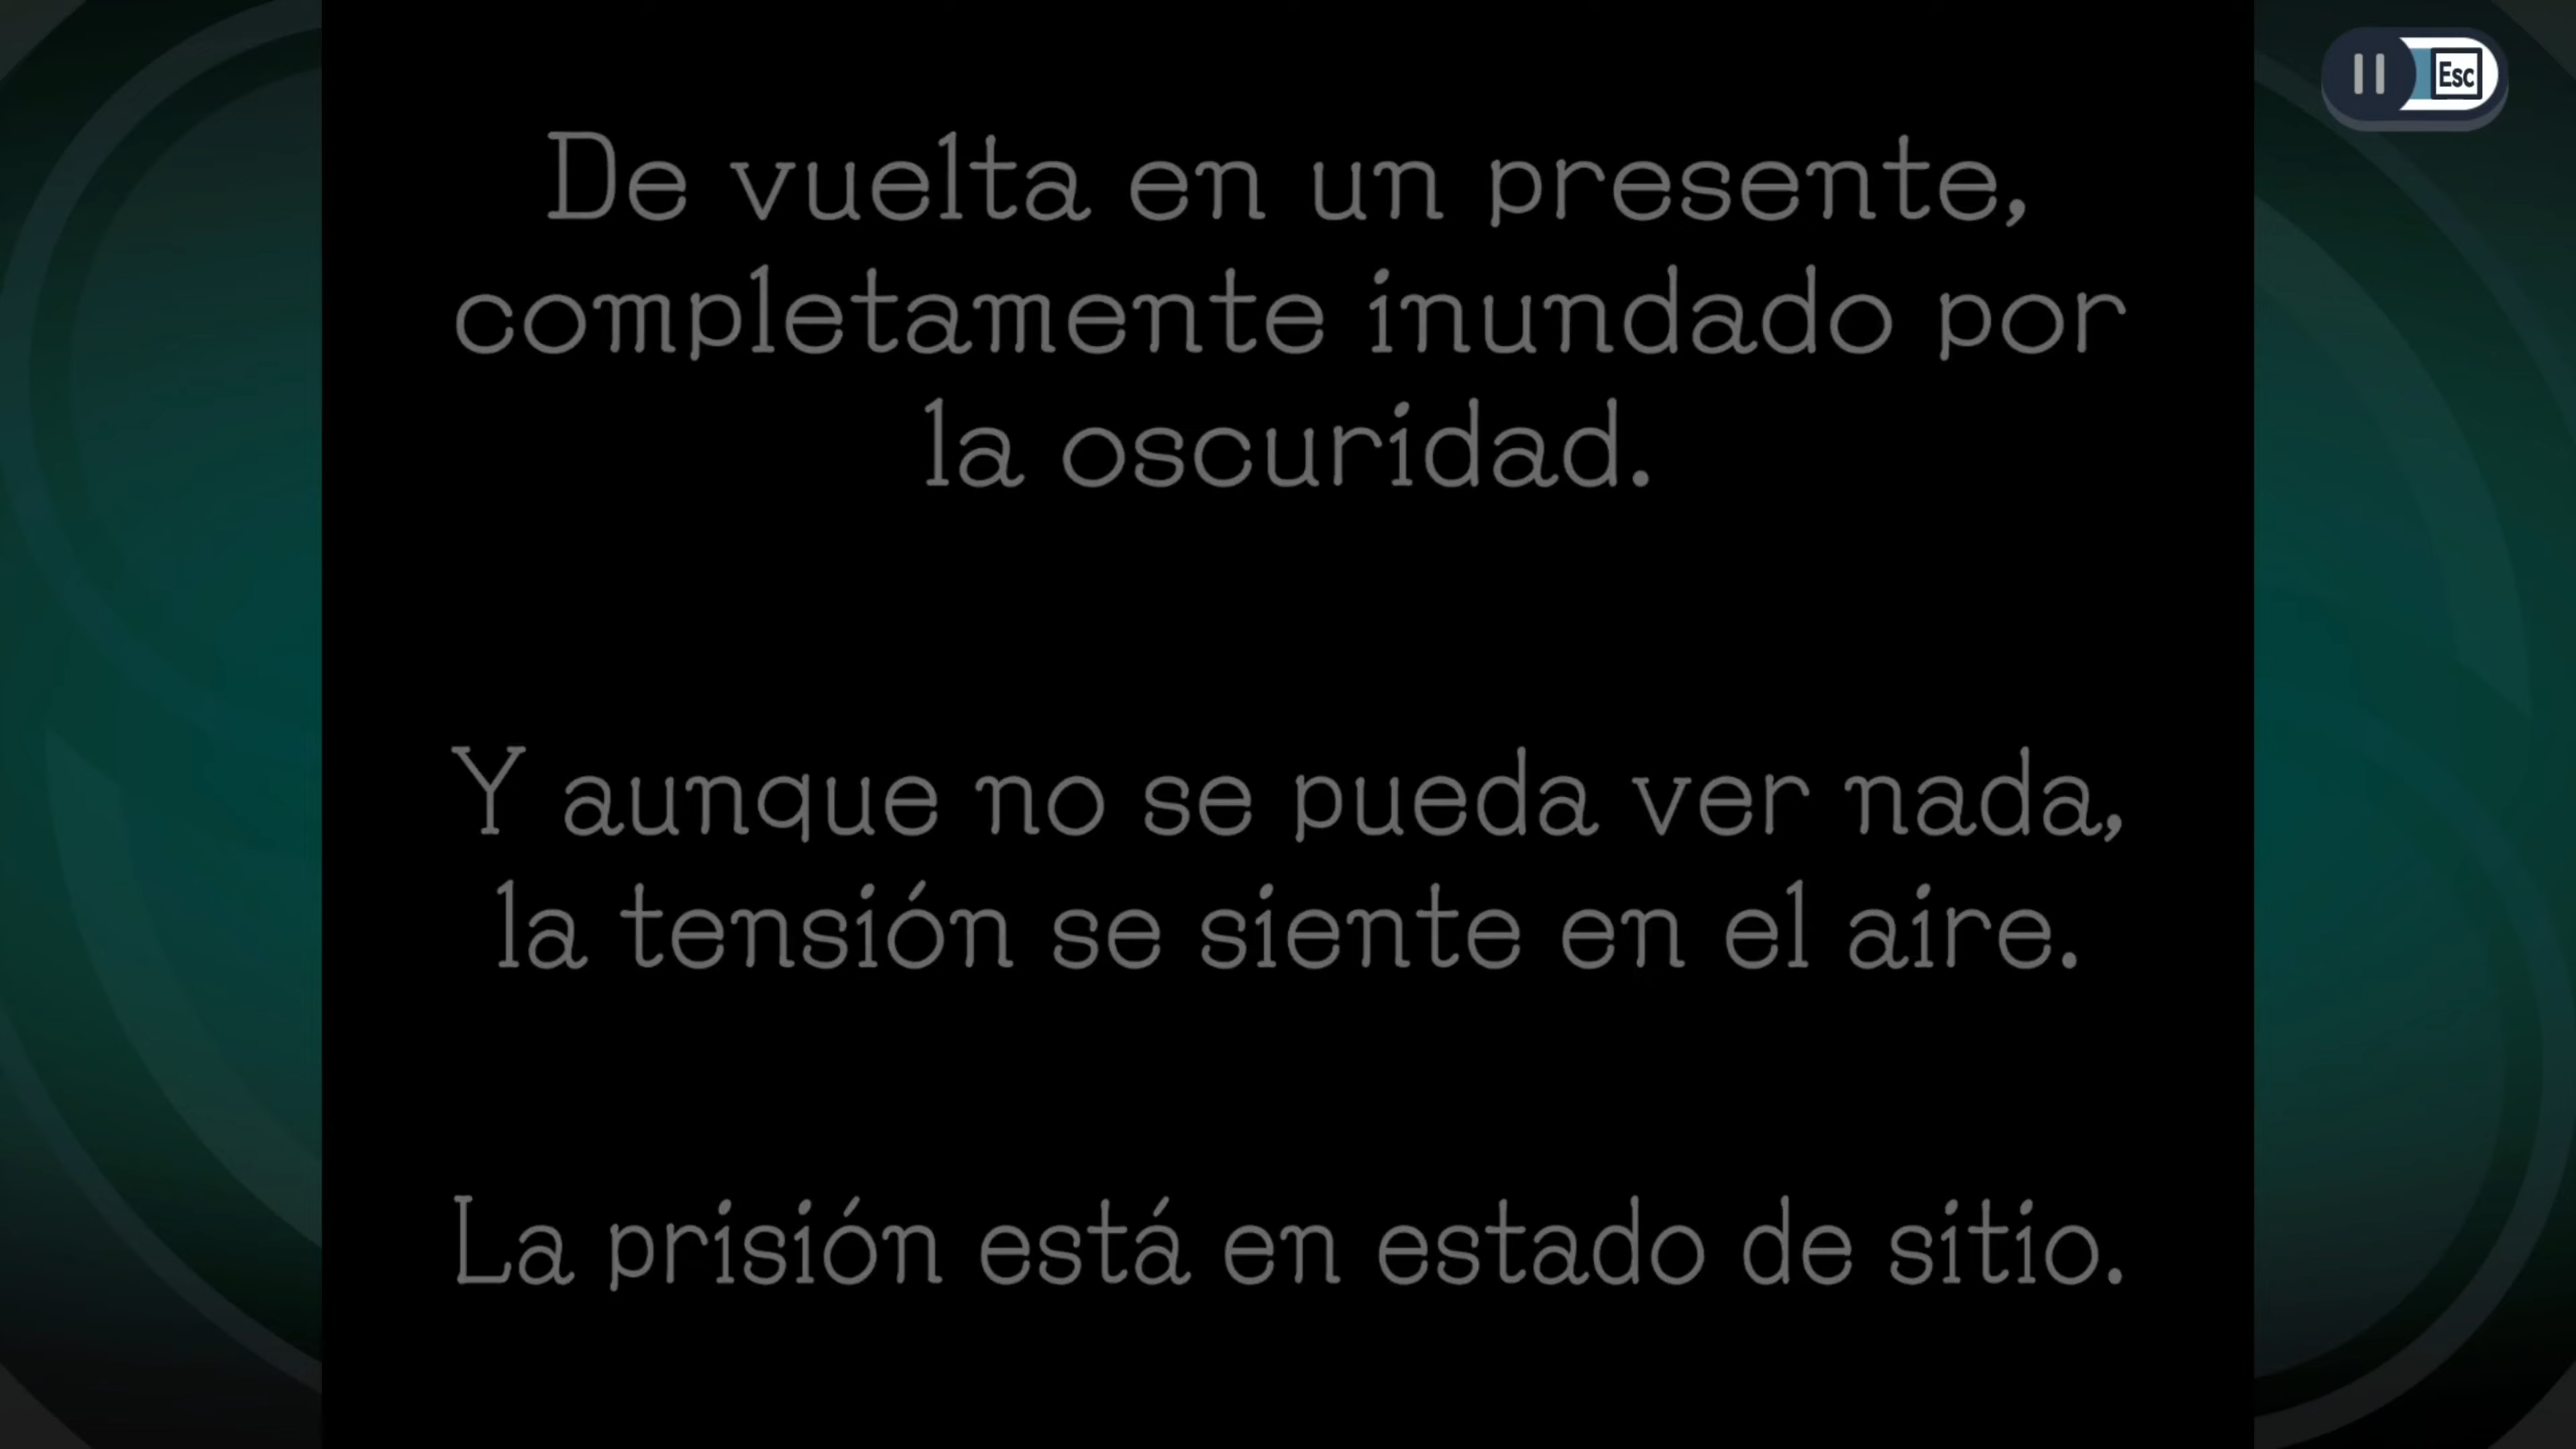 Esc
De vuelta en un presente,
completamente inundado por
la oscuridad.
Y aunque no se pueda ver nada,
la tensión se siente en el aire.
La prisión está en estado de sitio.